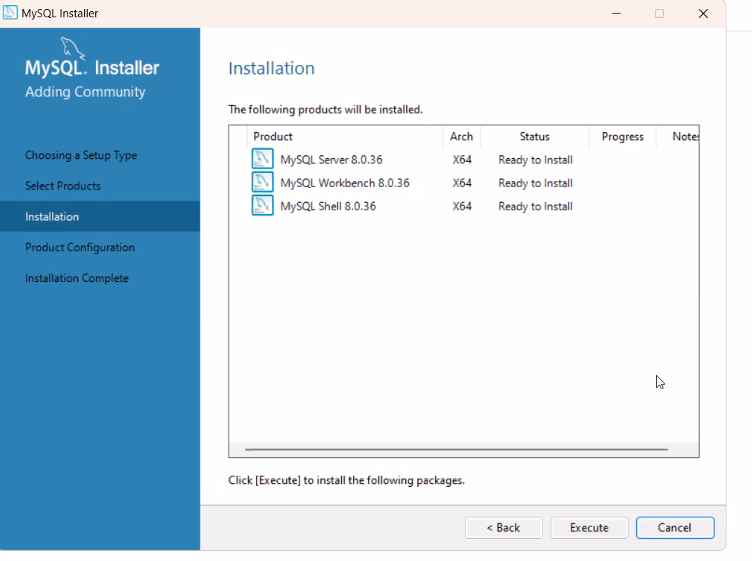 MySQL Installer
MySQL. Installer
Adding Community
Choosing a Setup Type
Select Products
Installation
Product Configuration
Installation Complete
Installation
The following products will be installed.
Product Arch Status Progress Notes
MySQL Server 8.0.36 X64 Ready to Install
MySQL Workbench 8.0.36 X64 Ready to Install
MySQL Shell 8.0.36 X64 Ready to Install
Click [Execute] to install the following packages.
< Back Execute Cancel